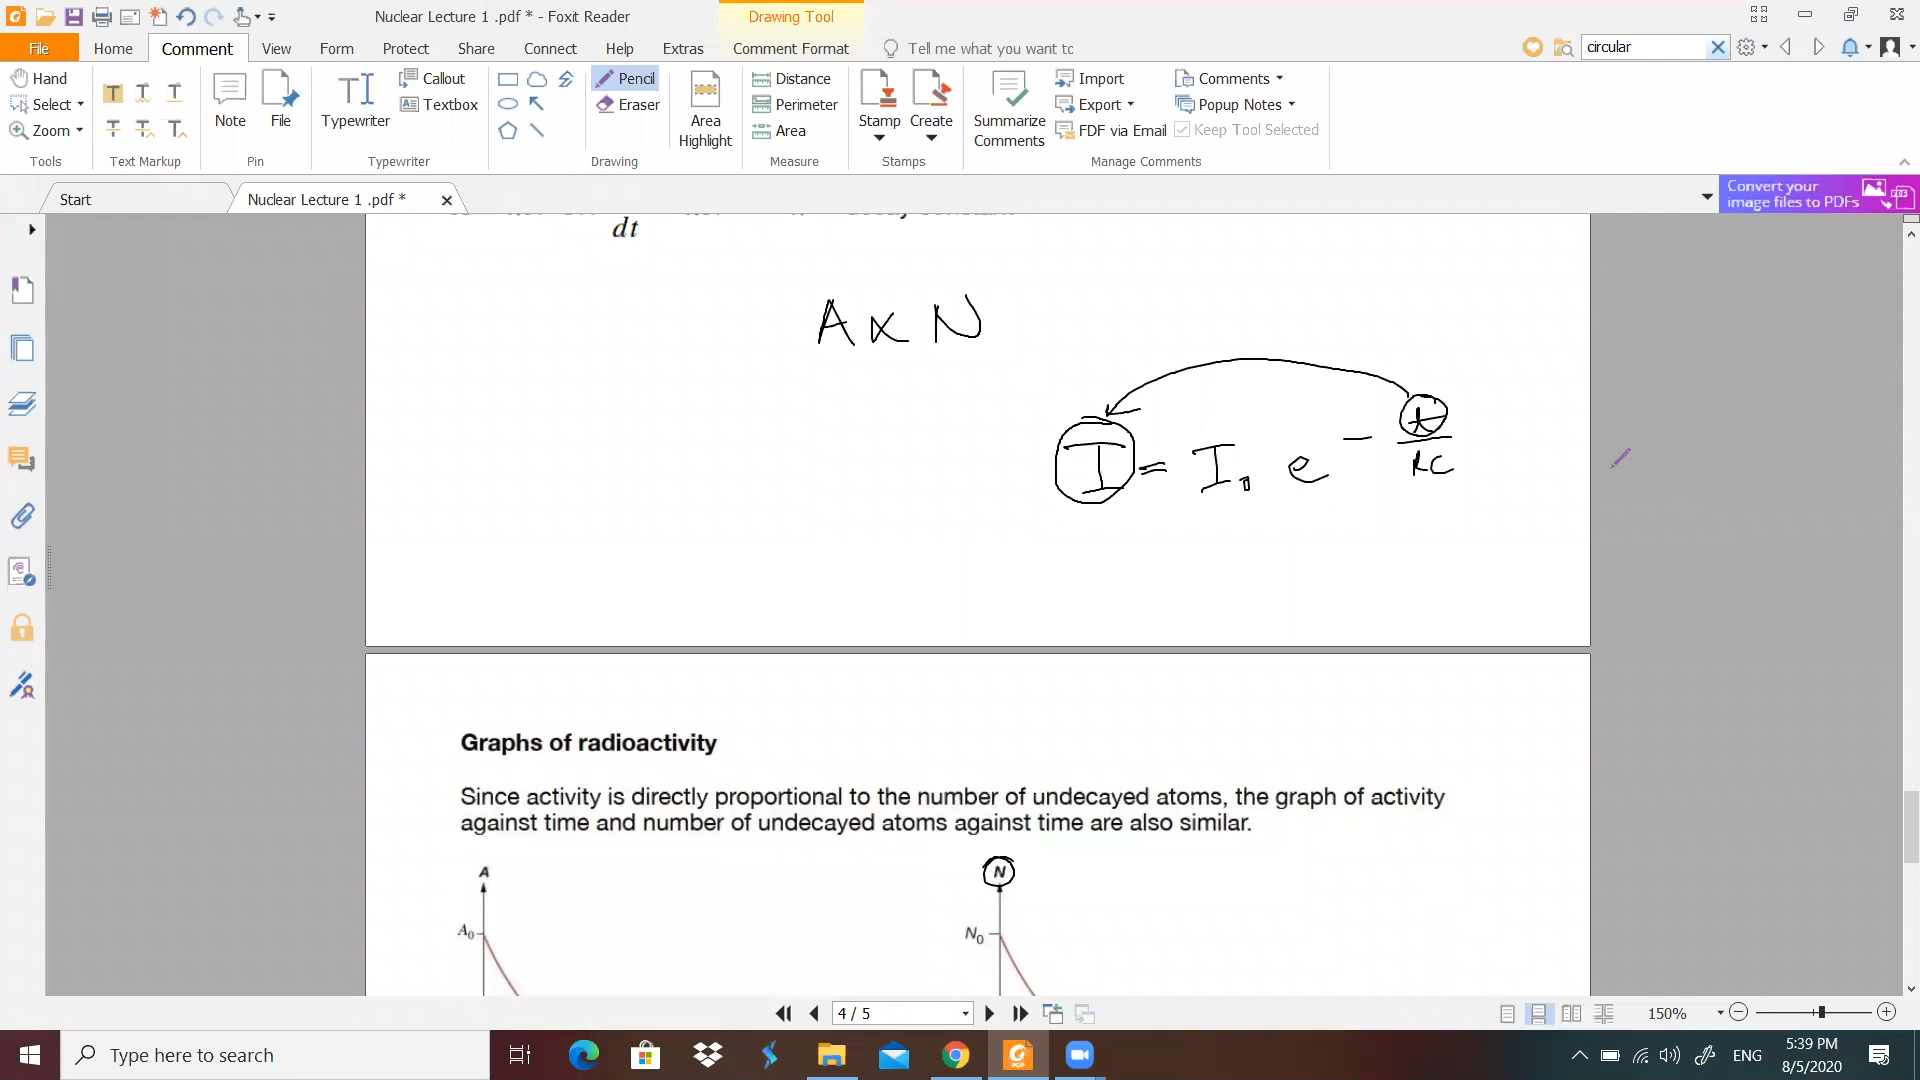 Nuclear Lecture 1 .pdf * - Foxit Reader
Drawing Tool
File Home Comment View Form Protect Share Connect Help Extras Comment Format Tell me what you want to circular
Hand
Select
Zoom
Tools
T T T
T T T
Text Markup
Note
File
Pin
Typewriter
Callout
Textbox
Typewriter
Pencil
Eraser
Drawing
Area
Highlight
Distance
Perimeter
Area
Measure
Stamp
Create
Stamps
Summarize
Comments
Import
Export
FDF via Email
Comments
Popup Notes
Keep Tool Selected
Manage Comments
Start
Nuclear Lecture 1 .pdf *
Convert your
image files to PDFs
dt
A ∝ N
I = I₀ e^(-t/RC)
Graphs of radioactivity
Since activity is directly proportional to the number of undecayed atoms, the graph of activity
against time and number of undecayed atoms against time are also similar.
A
N
A₀
N₀
4 / 5
150%
Type here to search
ENG
5:39 PM
8/5/2020